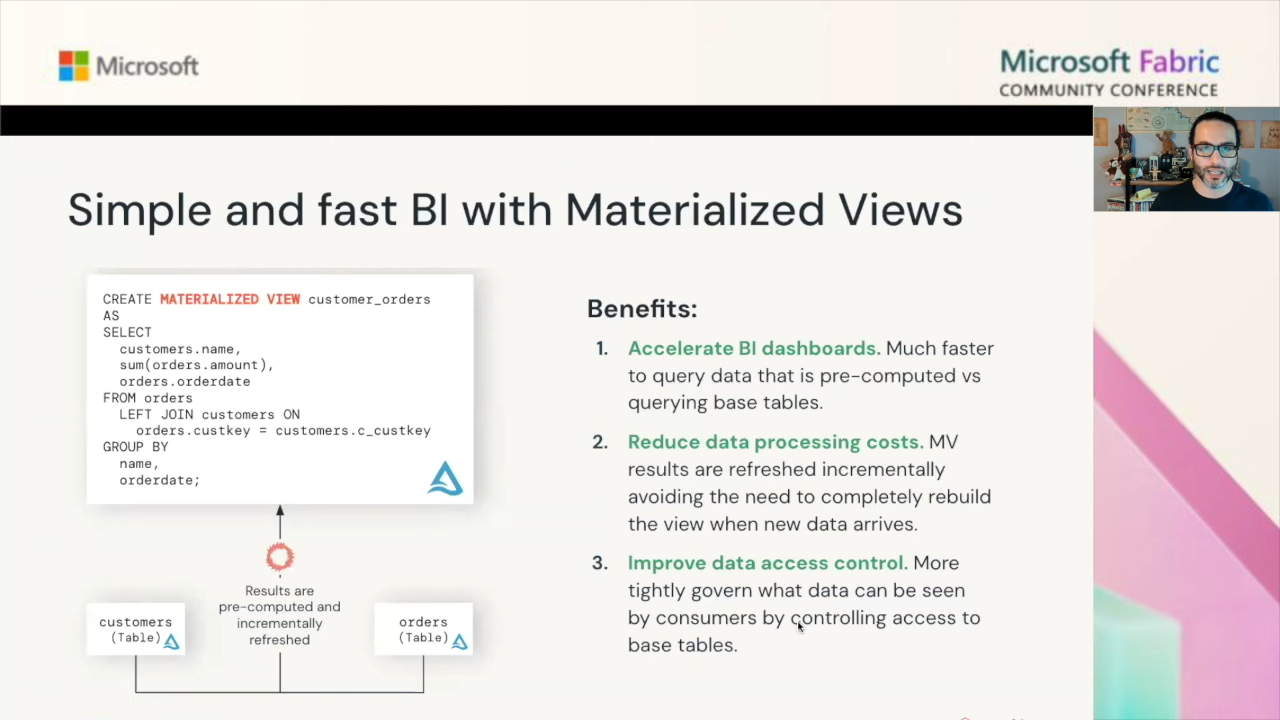 Microsoft
Microsoft Fabric
COMMUNITY CONFERENCE
Simple and fast BI with Materialized Views
CREATE MATERIALIZED VIEW customer_orders
AS
SELECT
customers.name,
sum(orders.amount),
orders.orderdate
FROM orders
LEFT JOIN customers ON
orders.custkey = customers.c_custkey
GROUP BY
name,
orderdate;
Results are
pre-computed and
incrementally
refreshed
customers
(Table)
orders
(Table)
Benefits:
1. Accelerate BI dashboards. Much faster
to query data that is pre-computed vs
querying base tables.
2. Reduce data processing costs. MV
results are refreshed incrementally
avoiding the need to completely rebuild
the view when new data arrives.
3. Improve data access control. More
tightly govern what data can be seen
by consumers by controlling access to
base tables.